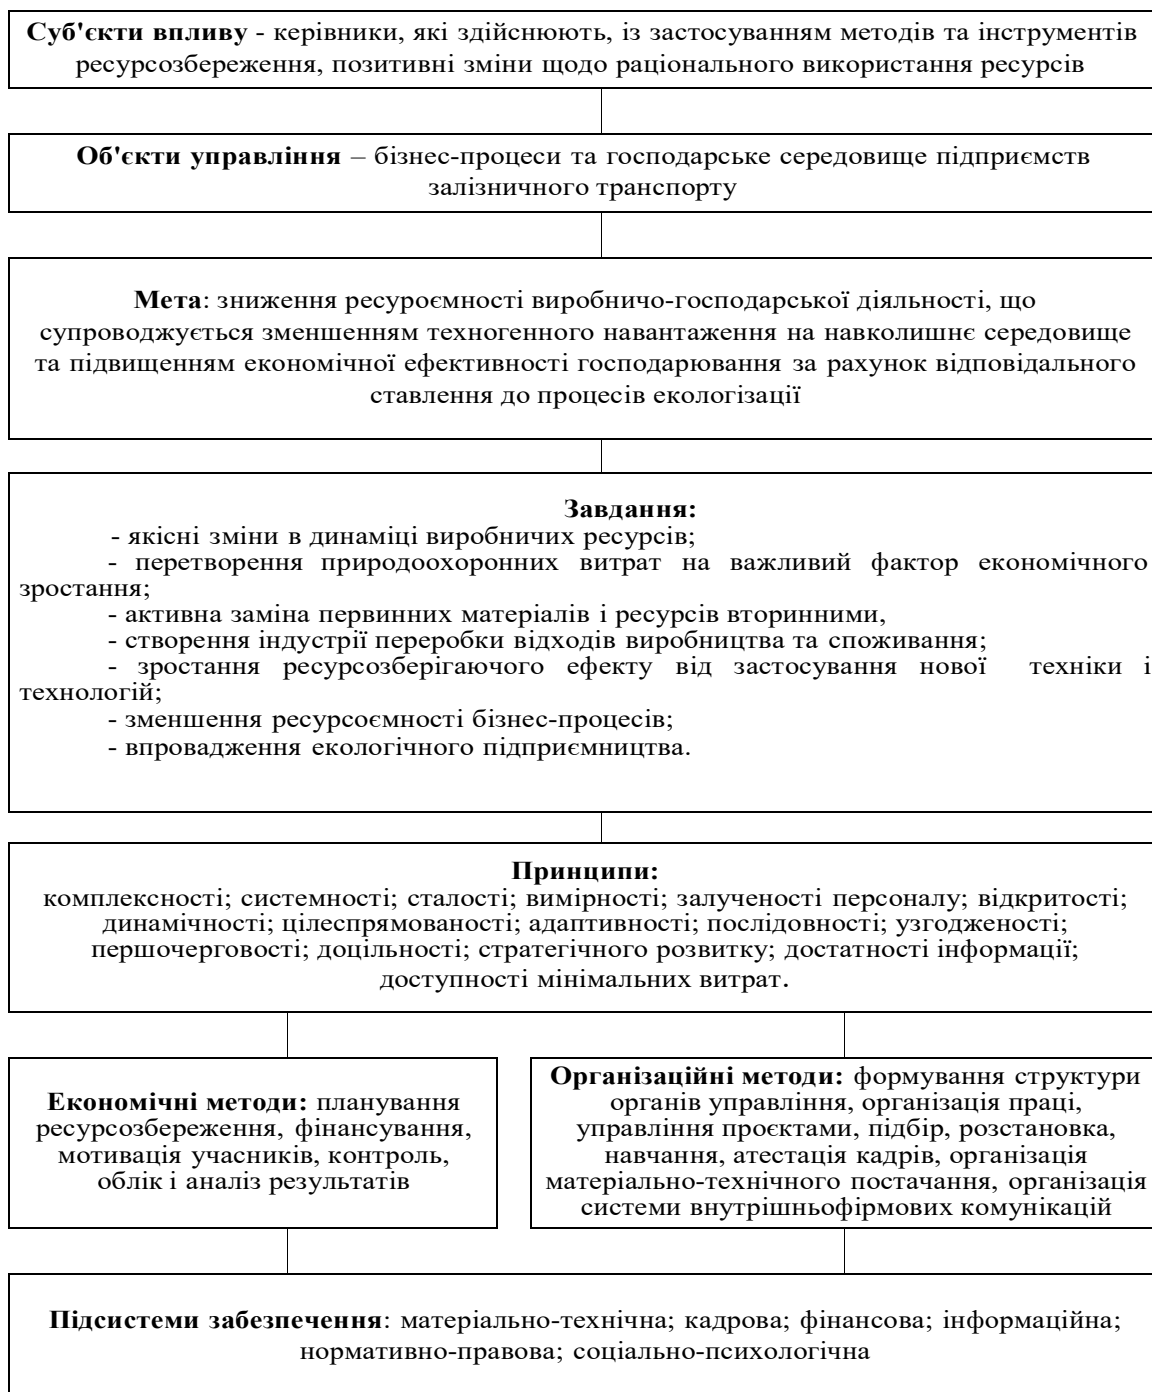 Суб'єкти впливу - керівники, які здійснюють, із застосуванням методів та інструментів
ресурсозбереження, позитивні зміни щодо раціонального використання ресурсів
Об'єкти управління – бізнес-процеси та господарське середовище підприємств
залізничного транспорту
Мета: зниження ресуроємності виробничо-господарської діяльності, що
супроводжується зменшенням техногенного навантаження на навколишнє середовище
та підвищенням економічної ефективності господарювання за рахунок відповідального
ставлення до процесів екологізації
Завдання:
- якісні зміни в динаміці виробничих ресурсів;
- перетворення природоохоронних витрат на важливий фактор економічного
зростання;
- активна заміна первинних матеріалів і ресурсів вторинними,
- створення індустрії переробки відходів виробництва та споживання;
- зростання ресурсозберігаючого ефекту від застосування нової техніки і
технологій;
- зменшення ресурсоємності бізнес-процесів;
- впровадження екологічного підприємництва.
Принципи:
комплексності; системності; сталості; вимірності; залученості персоналу; відкритості;
динамічності; цілеспрямованості; адаптивності; послідовності; узгодженості;
першочерговості; доцільності; стратегічного розвитку; достатності інформації;
доступності мінімальних витрат.
Економічні методи: планування
ресурсозбереження, фінансування,
мотивація учасників, контроль,
облік і аналіз результатів
Організаційні методи: формування структури
органів управління, організація праці,
управління проєктами, підбір, розстановка,
навчання, атестація кадрів, організація
матеріально-технічного постачання, організація
системи внутрішньофірмових комунікацій
Підсистеми забезпечення: матеріально-технічна; кадрова; фінансова; інформаційна;
нормативно-правова; соціально-психологічна